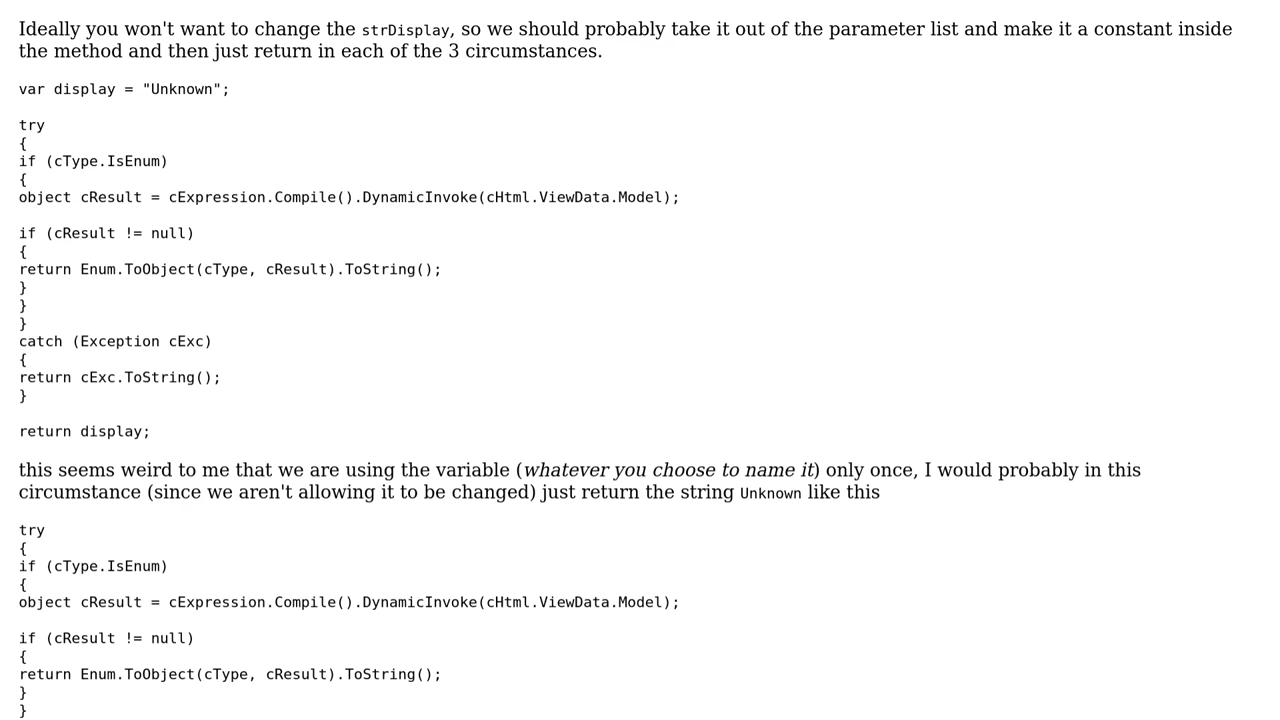 Ideally you won't want to change the strDisplay, so we should probably take it out of the parameter list and make it a constant inside
the method and then just return in each of the 3 circumstances.
var display = "Unknown";
try
{
if (cType.IsEnum)
{
object cResult = cExpression.Compile().DynamicInvoke(cHtml.ViewData.Model);
if (cResult != null)
{
return Enum.ToObject(cType, cResult).ToString();
}
}
}
catch (Exception cExc)
{
return cExc.ToString();
}
return display;
this seems weird to me that we are using the variable (whatever you choose to name it) only once, I would probably in this
circumstance (since we aren't allowing it to be changed) just return the string Unknown like this
try
{
if (cType.IsEnum)
{
object cResult = cExpression.Compile().DynamicInvoke(cHtml.ViewData.Model);
if (cResult != null)
{
return Enum.ToObject(cType, cResult).ToString();
}
}